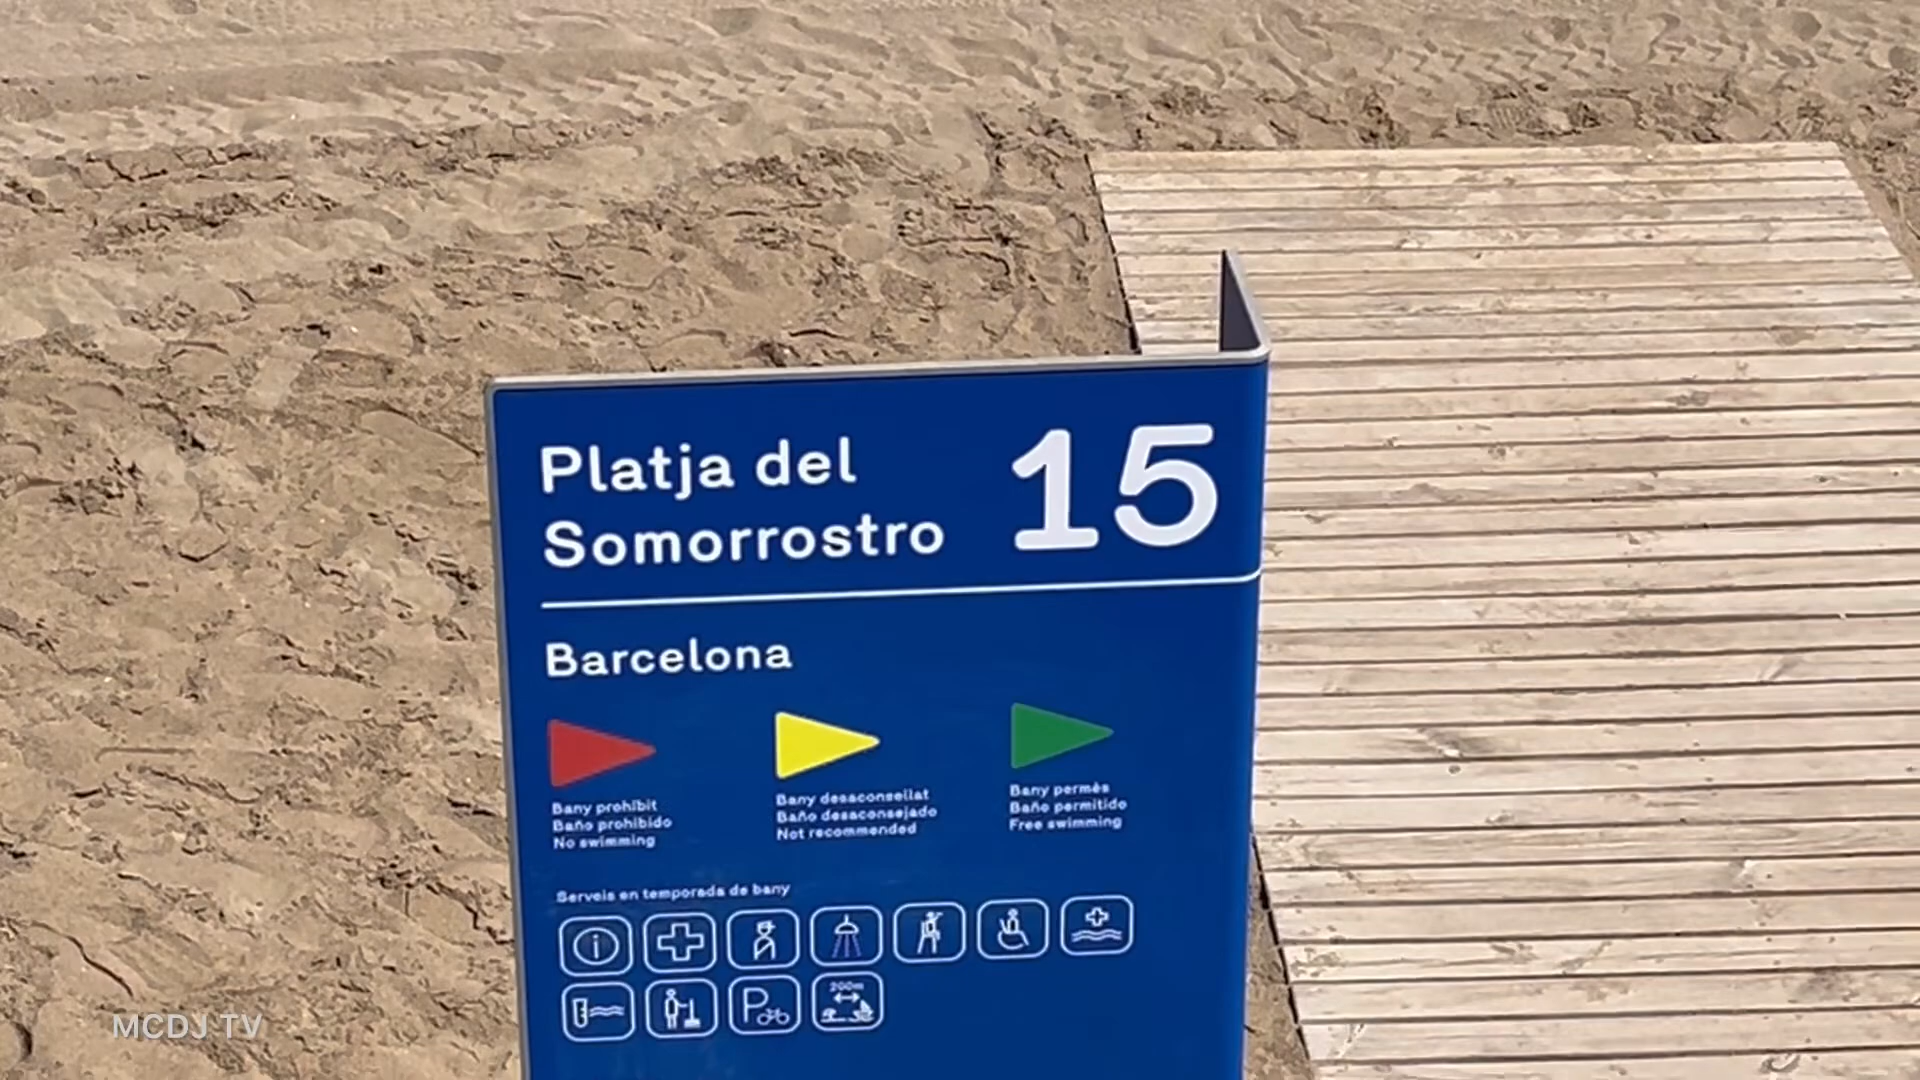 Platja del
Somorrostro
15
Barcelona
Bany prohibit
Baño prohibido
No swimming
Bany desaconsellat
Baño desaconsejado
Not recommended
Bany permès
Baño permitido
Free swimming
Serveis en temporada de bany
i
P
200m
MCDJ TV